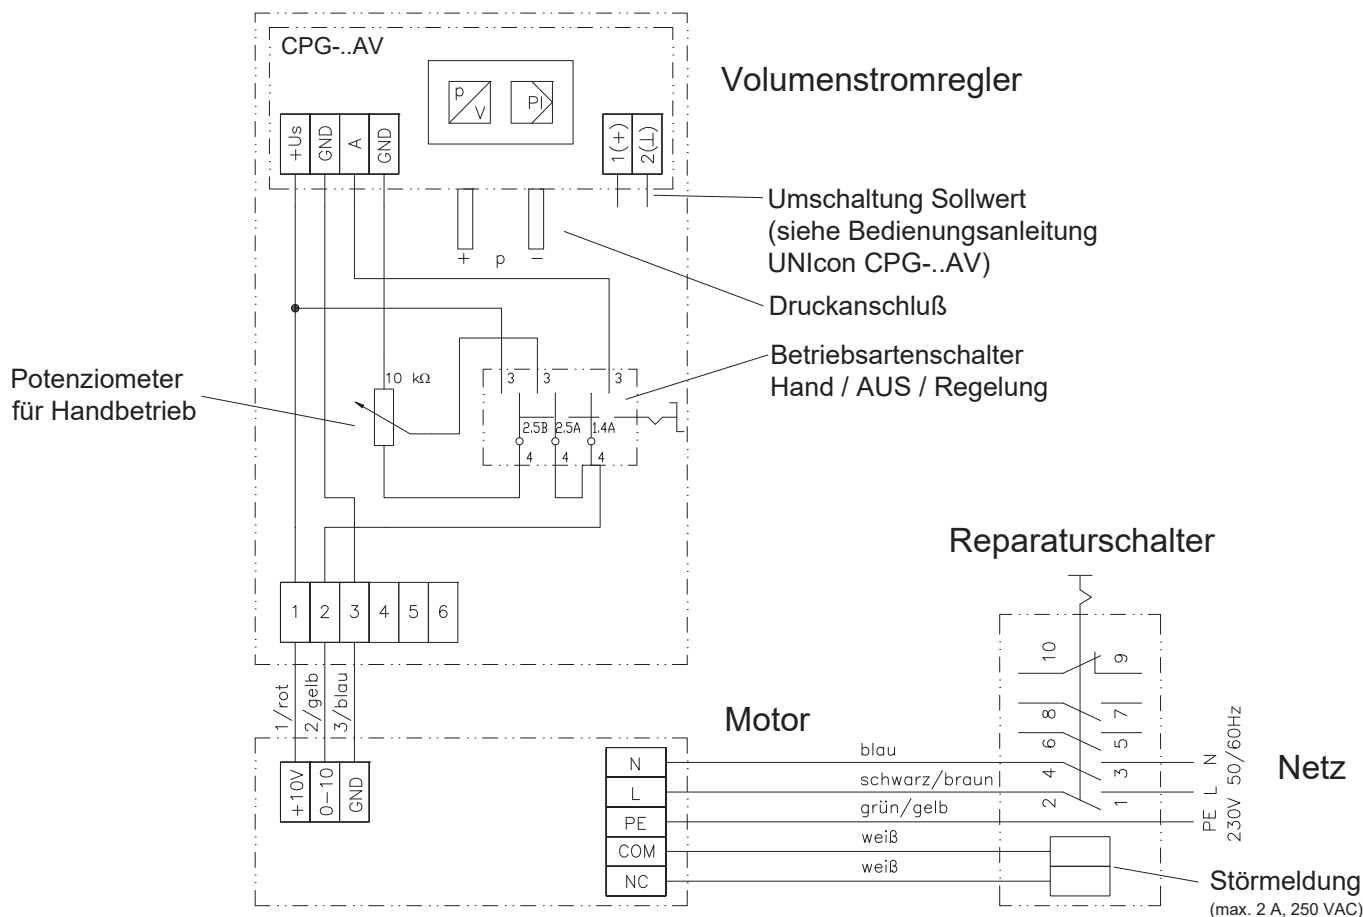 CPG-..AV
Volumenstromregler
p
V
PI
+Us
GND
A
GND
1(+)
2(⊥)
Umschaltung Sollwert
(siehe Bedienungsanleitung
UNIcon CPG-..AV)
+ p -
Druckanschluß
Betriebsartenschalter
Hand / AUS / Regelung
Potenziometer
für Handbetrieb
10 kΩ
3 3 3
2,5B 2,5A 1,4A
4 4 4
Reparaturschalter
1 2 3 4 5 6
10 9
8 7
6 5
4 3
2 1
1/rot
2/gelb
3/blau
Motor
+10V
0-10
GND
N
L
PE
COM
NC
blau
schwarz/braun
grün/gelb
weiß
weiß
PE L N
230V 50/60Hz
Netz
Störmeldung
(max. 2 A, 250 VAC)